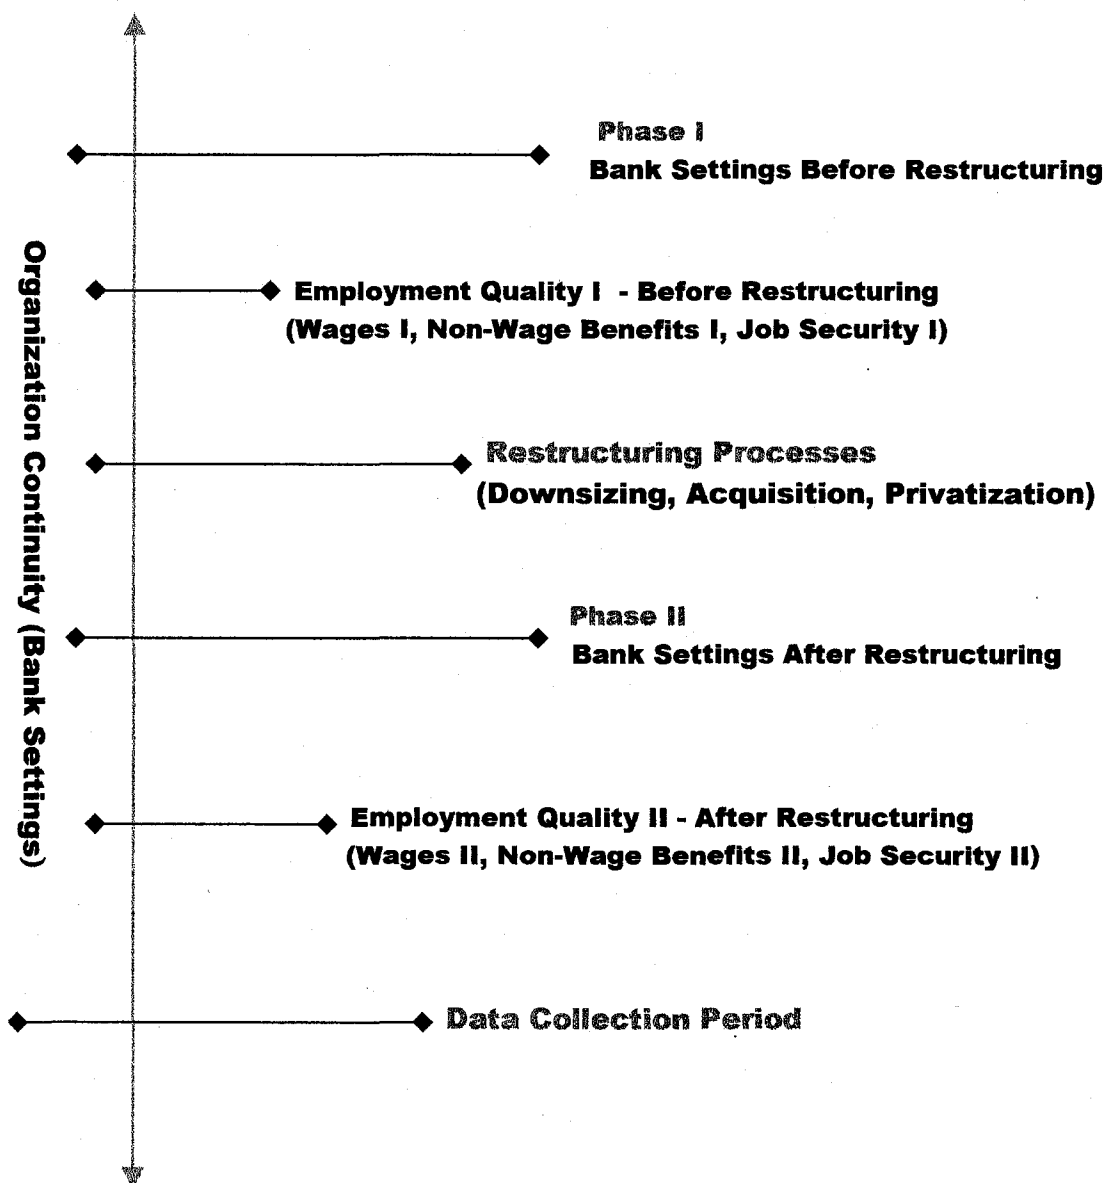 Phase I
Bank Settings Before Restructuring
Organization Continuity (Bank Settings)
Employment Quality I - Before Restructuring
(Wages I, Non-Wage Benefits I, Job Security I)
Restructuring Processes
(Downsizing, Acquisition, Privatization)
Phase II
Bank Settings After Restructuring
Employment Quality II - After Restructuring
(Wages II, Non-Wage Benefits II, Job Security II)
Data Collection Period